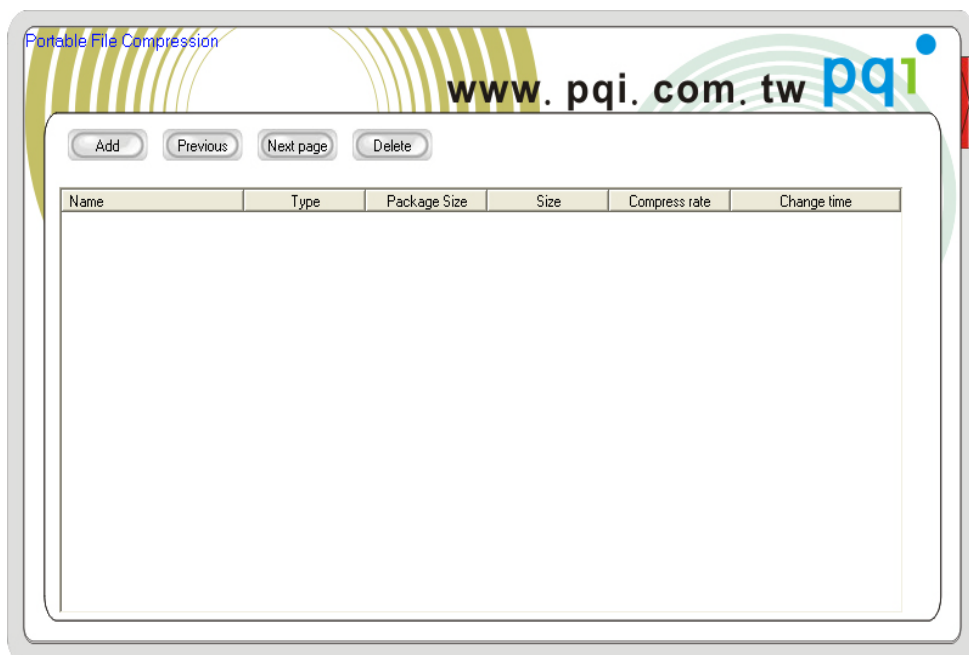 Portable File Compression
www. pqi. com. tw pqi
Add Previous Next page Delete
Name Type Package Size Size Compress rate Change time